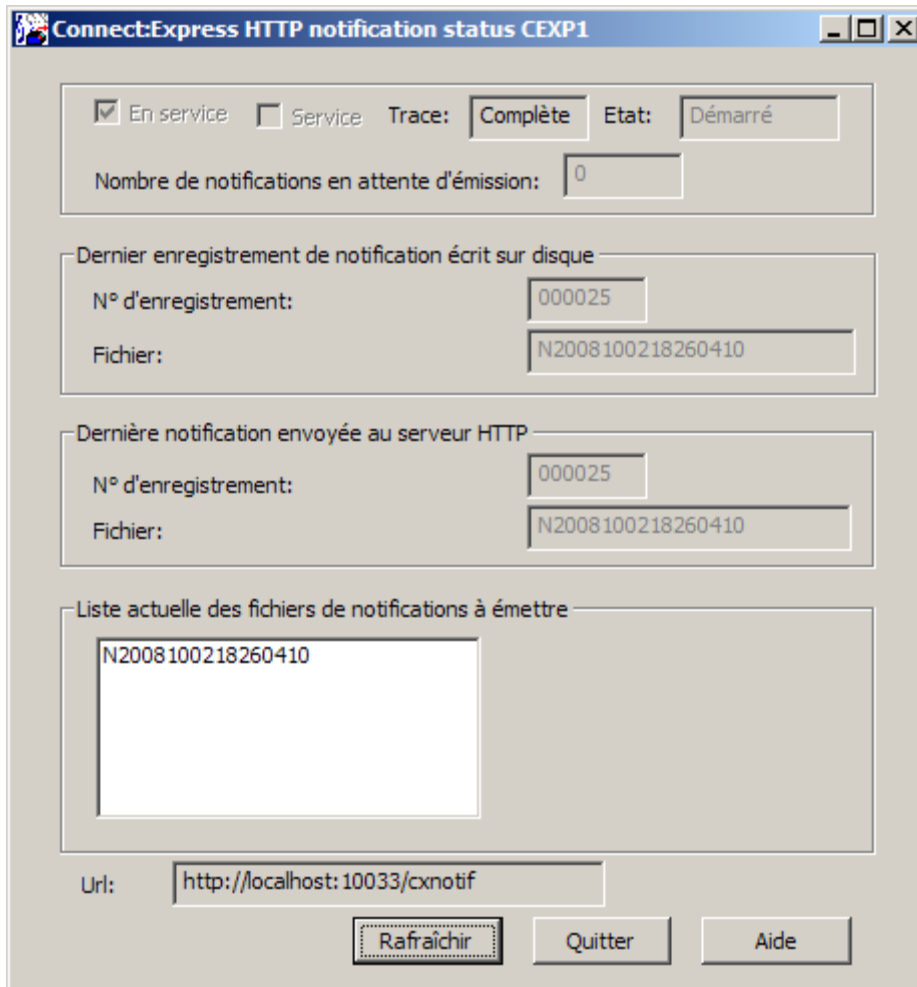 Connect:Express HTTP notification status CEXP1
En service Service Trace: Complète Etat: Démarré
Nombre de notifications en attente d'émission: 0
Dernier enregistrement de notification écrit sur disque
N° d'enregistrement: 000025
Fichier: N2008100218260410
Dernière notification envoyée au serveur HTTP
N° d'enregistrement: 000025
Fichier: N2008100218260410
Liste actuelle des fichiers de notifications à émettre
N2008100218260410
Url: http://localhost:10033/cxnotif
Rafraîchir Quitter Aide